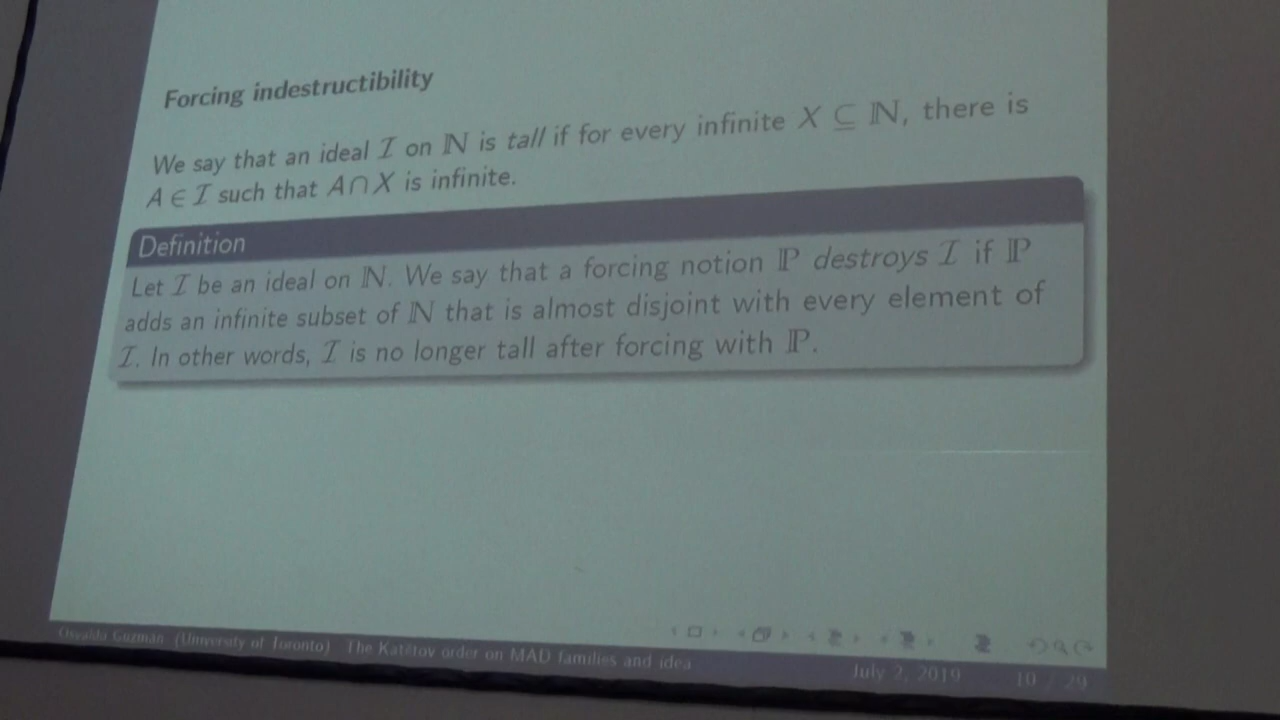 Forcing indestructibility
We say that an ideal ℐ on ℕ is tall if for every infinite X ⊆ ℕ, there is
A ∈ ℐ such that A∩X is infinite.
Definition
Let ℐ be an ideal on ℕ. We say that a forcing notion ℙ destroys ℐ if ℙ
adds an infinite subset of ℕ that is almost disjoint with every element of
ℐ. In other words, ℐ is no longer tall after forcing with ℙ.
Osvaldo Guzmán (University of Toronto) The Katětov order on MAD families and idea July 2, 2019 10 / 29